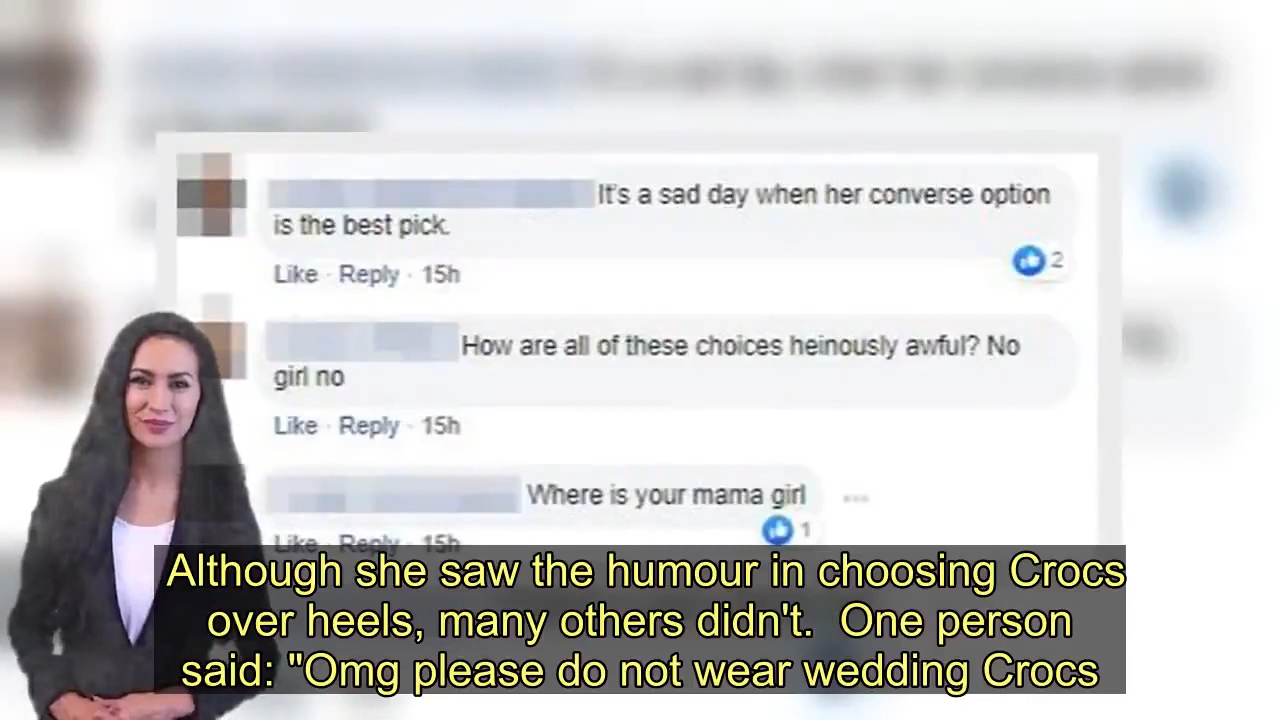 It's a sad day when her converse option
is the best pick.
Like · Reply · 15h
2
How are all of these choices heinously awful? No
girl no
Like · Reply · 15h
Where is your mama girl
1
Like · Reply · 15h
Although she saw the humour in choosing Crocs
over heels, many others didn't. One person
said: "Omg please do not wear wedding Crocs